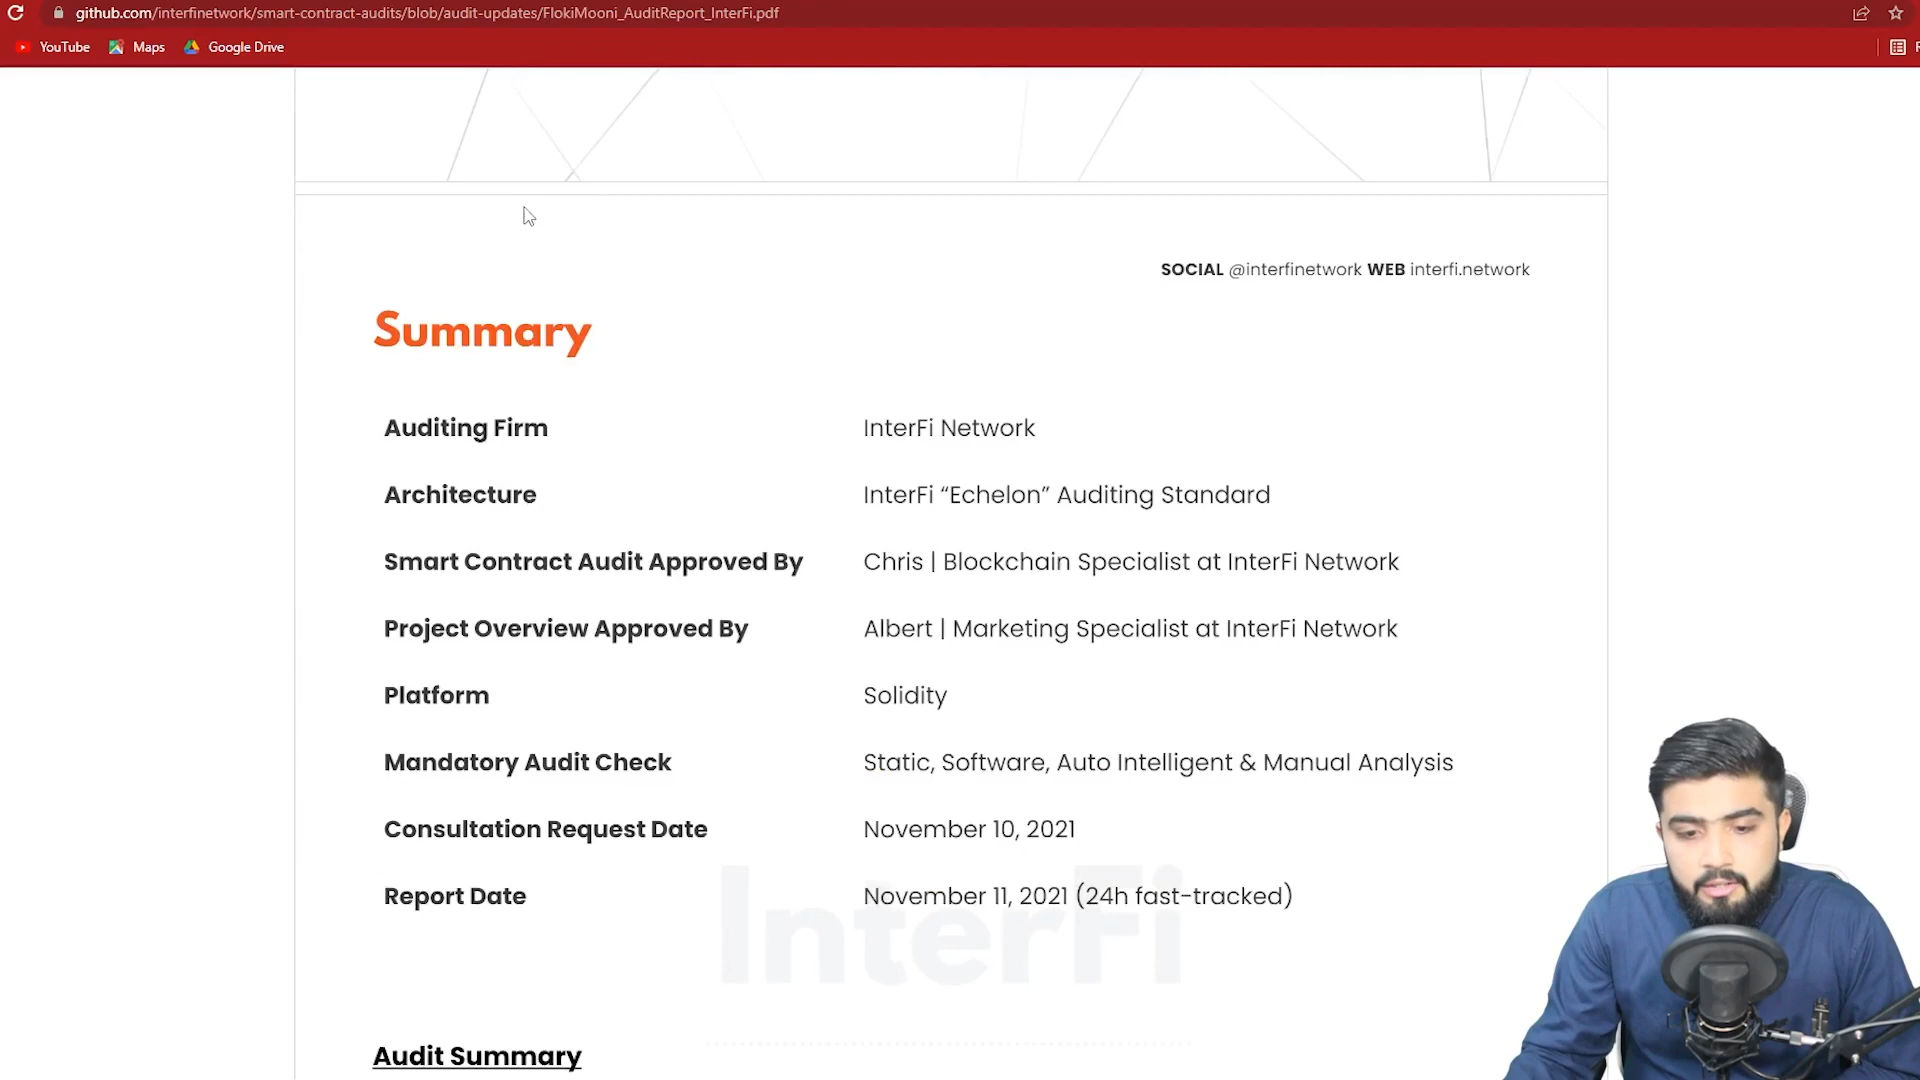 github.com/interfinetwork/smart-contract-audits/blob/audit-updates/FlokiMooni_AuditReport_InterFi.pdf
YouTube Maps Google Drive
SOCIAL @interfinetwork WEB interfi.network
Summary
Auditing Firm InterFi Network
Architecture InterFi “Echelon” Auditing Standard
Smart Contract Audit Approved By Chris | Blockchain Specialist at InterFi Network
Project Overview Approved By Albert | Marketing Specialist at InterFi Network
Platform Solidity
Mandatory Audit Check Static, Software, Auto Intelligent & Manual Analysis
Consultation Request Date November 10, 2021
Report Date November 11, 2021 (24h fast-tracked)
InterFi
Audit Summary